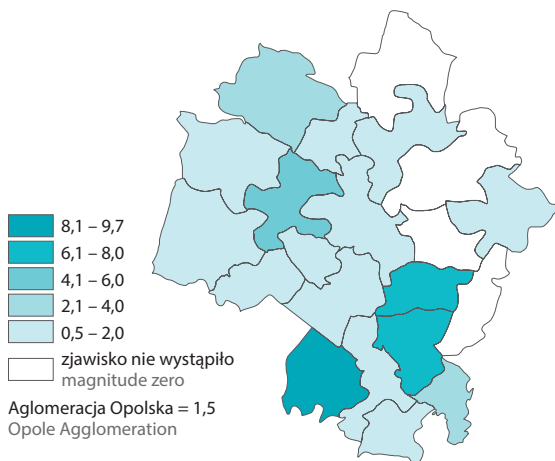 8,1 – 9,7
6,1 – 8,0
4,1 – 6,0
2,1 – 4,0
0,5 – 2,0
zjawisko nie wystąpiło
magnitude zero
Aglomeracja Opolska = 1,5
Opole Agglomeration